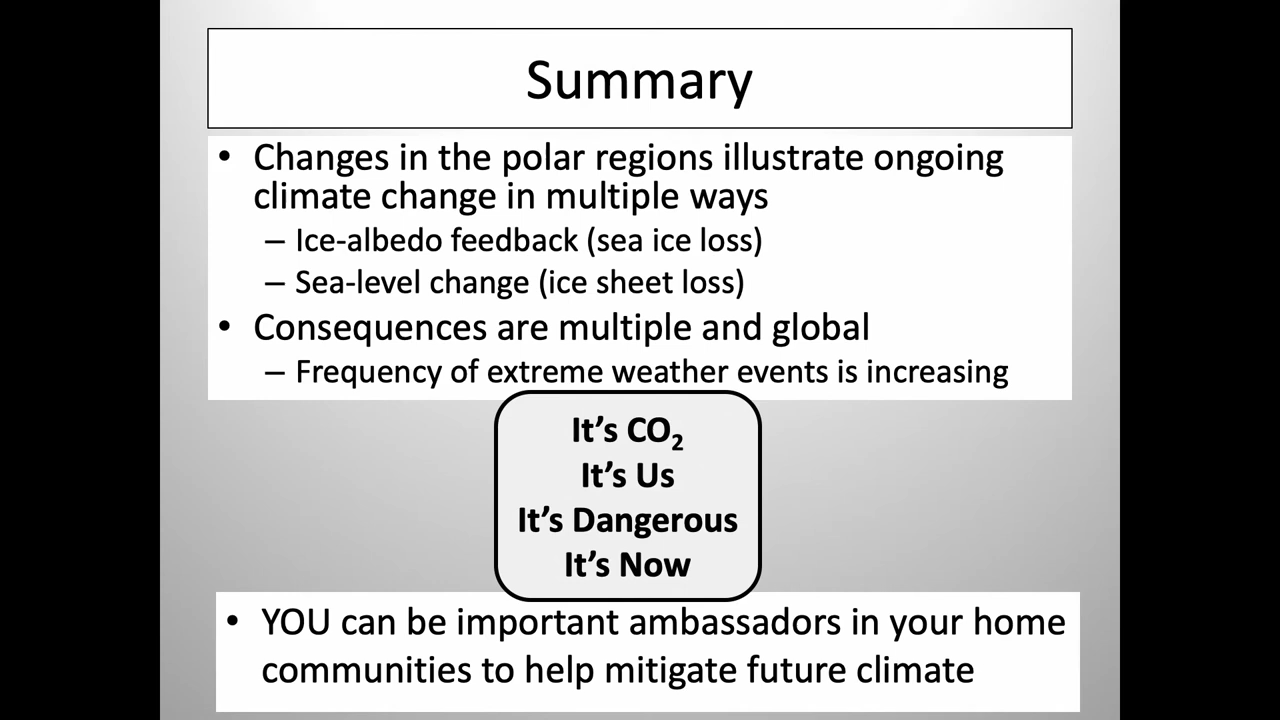 Summary
• Changes in the polar regions illustrate ongoing
climate change in multiple ways
– Ice-albedo feedback (sea ice loss)
– Sea-level change (ice sheet loss)
• Consequences are multiple and global
– Frequency of extreme weather events is increasing
It’s CO₂
It’s Us
It’s Dangerous
It’s Now
• YOU can be important ambassadors in your home
communities to help mitigate future climate